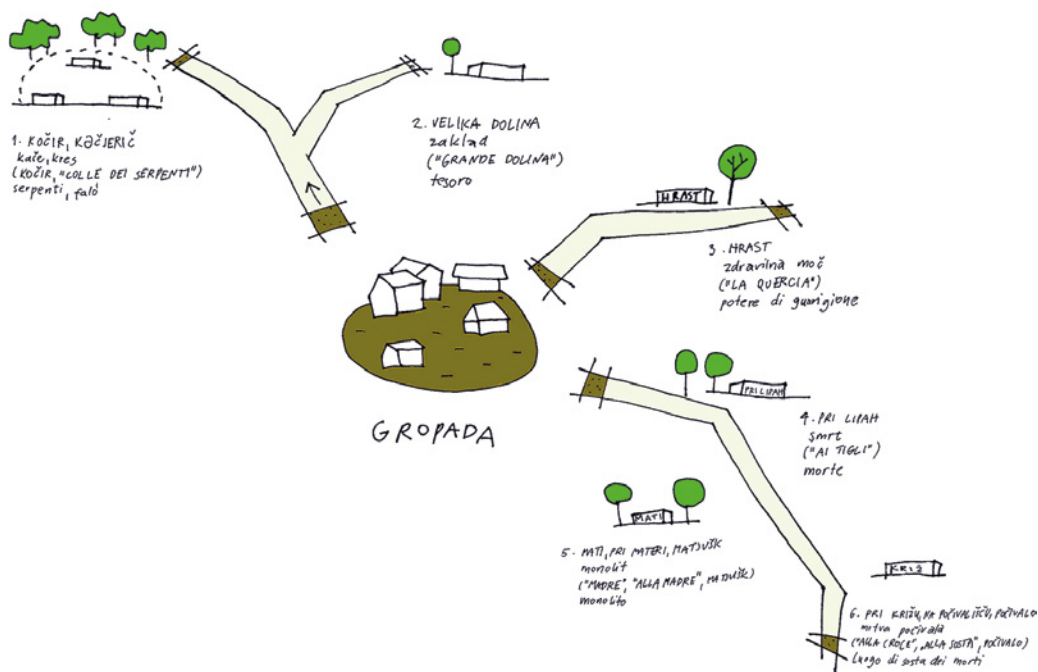 1. KOČIR, KAČJERIČ
kače, kres
(KOČIR, "COLLE DEI SERPENTI")
serpenti, falò
2. VELIKA DOLINA
zaklad
("GRANDE DOLINA")
tesoro
HRAST
3. HRAST
zdravilna moč
("LA QUERCIA")
potere di guarigione
GROPADA
PRI LIPAH
4. PRI LIPAH
smrt
("AI TIGLI")
morte
MATI
5. MATI, PRI MATERI, MATJUŠK
monolit
("MADRE", "ALLA MADRE", MATJUŠK)
monolito
KRIŽ
6. PRI KRIŽU, NA POČIVALIŠČU, POČIVALO
mrtva počivala
("ALLA CROCE", "ALLA SOSTA", POČIVALO)
luogo di sosta dei morti